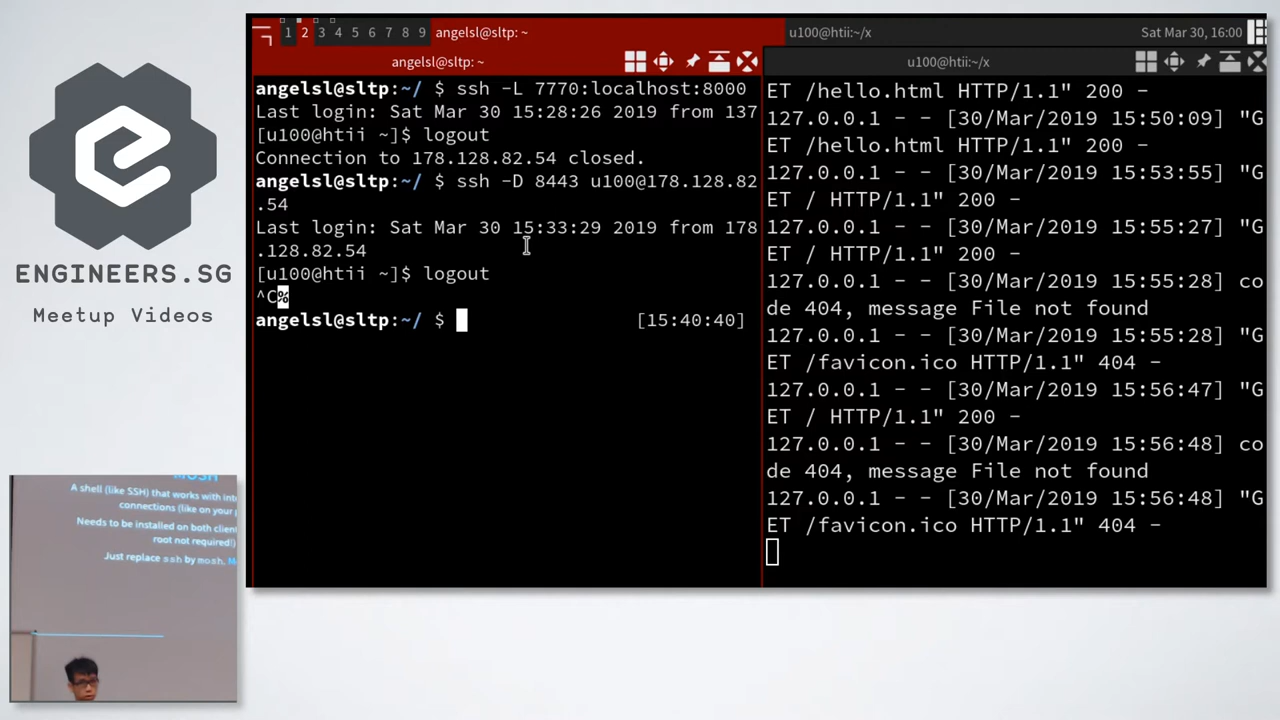 1 2 3 4 5 6 7 8 9 angelsl@sltp: ~
u100@htii:~/x
Sat Mar 30, 16:00
angelsl@sltp: ~
u100@htii:~/x
angelsl@sltp:~/ $ ssh -L 7770:localhost:8000
Last login: Sat Mar 30 15:28:26 2019 from 137
[u100@htii ~]$ logout
Connection to 178.128.82.54 closed.
angelsl@sltp:~/ $ ssh -D 8443 u100@178.128.82
.54
Last login: Sat Mar 30 15:33:29 2019 from 178
.128.82.54
[u100@htii ~]$ logout
^C%
angelsl@sltp:~/ $ [15:40:40]
ET /hello.html HTTP/1.1" 200 -
127.0.0.1 - - [30/Mar/2019 15:50:09] "G
ET /hello.html HTTP/1.1" 200 -
127.0.0.1 - - [30/Mar/2019 15:53:55] "G
ET / HTTP/1.1" 200 -
127.0.0.1 - - [30/Mar/2019 15:55:27] "G
ET / HTTP/1.1" 200 -
127.0.0.1 - - [30/Mar/2019 15:55:28] co
de 404, message File not found
127.0.0.1 - - [30/Mar/2019 15:55:28] "G
ET /favicon.ico HTTP/1.1" 404 -
127.0.0.1 - - [30/Mar/2019 15:56:47] "G
ET / HTTP/1.1" 200 -
127.0.0.1 - - [30/Mar/2019 15:56:48] co
de 404, message File not found
127.0.0.1 - - [30/Mar/2019 15:56:48] "G
ET /favicon.ico HTTP/1.1" 404 -
ENGINEERS.SG
Meetup Videos
MOSH
A shell (like SSH) that works with
connections (like on your
Needs to be installed on both
root not required!)
Just replace ssh by mosh,